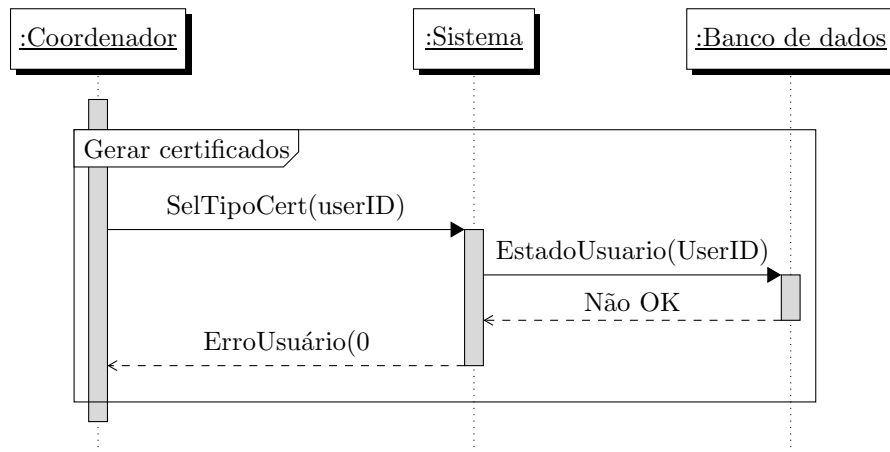 :Coordenador
:Sistema
:Banco de dados
Gerar certificados
SelTipoCert(userID)
EstadoUsuario(UserID)
Não OK
ErroUsuário(0